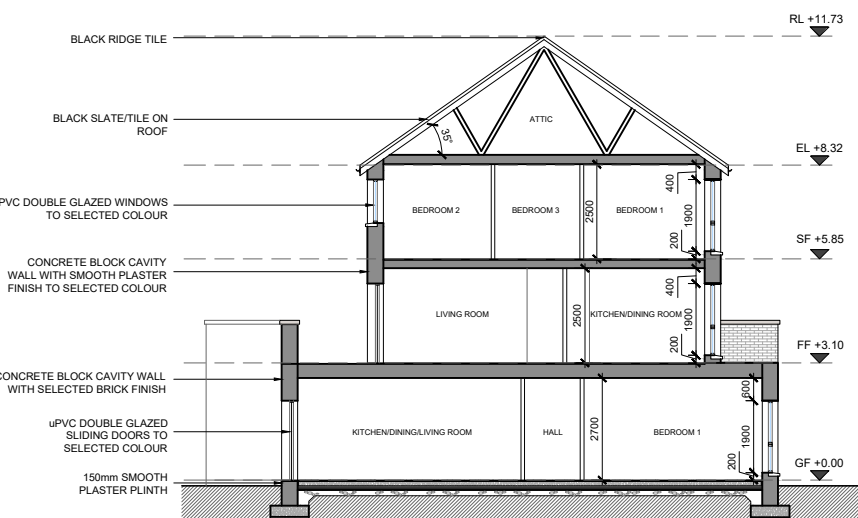 RL +11.73
BLACK RIDGE TILE
BLACK SLATE/TILE ON
ROOF
35°
ATTIC
EL +8.32
PVC DOUBLE GLAZED WINDOWS
TO SELECTED COLOUR
BEDROOM 2
BEDROOM 3
2500
BEDROOM 1
400
1900
200
SF +5.85
CONCRETE BLOCK CAVITY
WALL WITH SMOOTH PLASTER
FINISH TO SELECTED COLOUR
LIVING ROOM
2500
KITCHEN/DINING ROOM
400
1900
200
FF +3.10
CONCRETE BLOCK CAVITY WALL
WITH SELECTED BRICK FINISH
uPVC DOUBLE GLAZED
SLIDING DOORS TO
SELECTED COLOUR
KITCHEN/DINING/LIVING ROOM
HALL
2700
BEDROOM 1
600
1900
200
GF +0.00
150mm SMOOTH
PLASTER PLINTH